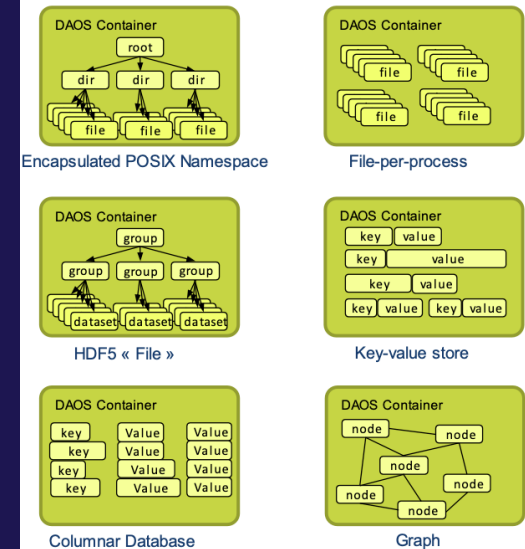 DAOS Container
root
dir dir dir
file file file
Encapsulated POSIX Namespace
DAOS Container
file file
file file
File-per-process
DAOS Container
group
group group group
dataset dataset dataset
HDF5 « File »
DAOS Container
key value
key value
key value
key value key value
Key-value store
DAOS Container
key Value Value
key Value Value
key Value Value
key Value Value
Columnar Database
DAOS Container
node node
node
node node
node
Graph